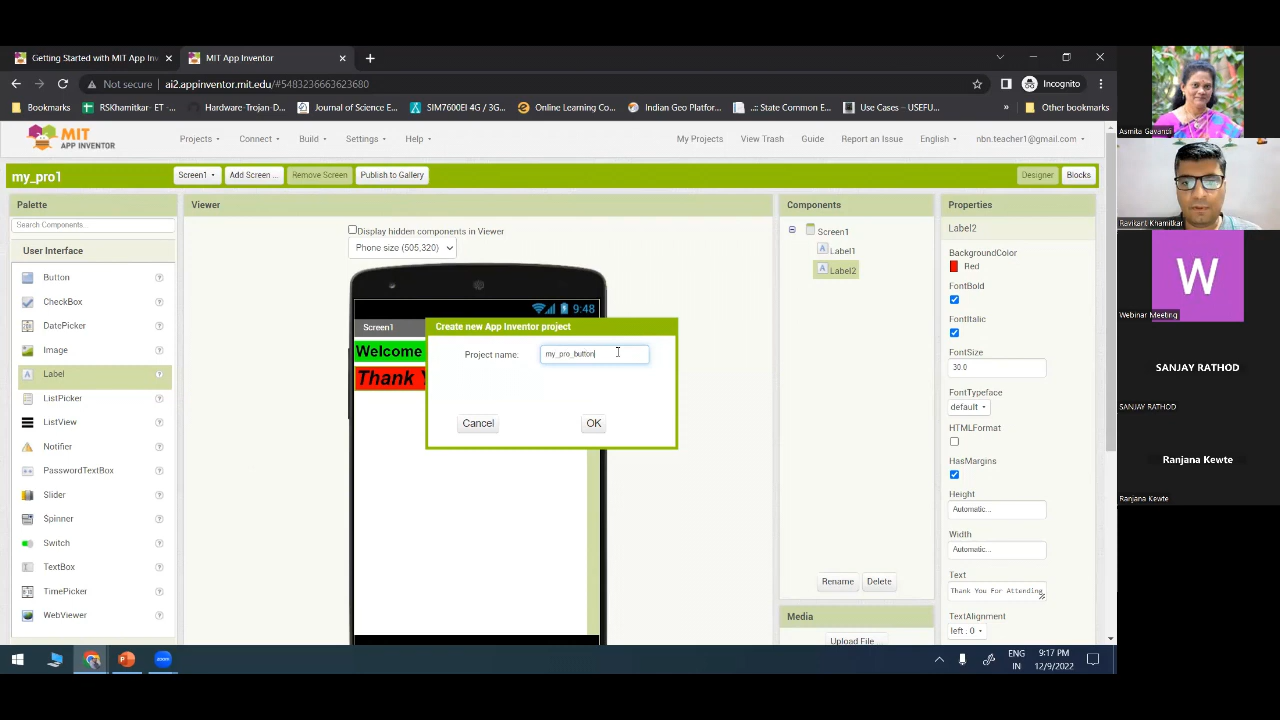 Getting Started with MIT App Inv
MIT App Inventor
Not secure
ai2.appinventor.mit.edu/#5483236663623680
Incognito
Bookmarks
RSKhamitkar- ET -...
Hardware-Trojan-D...
Journal of Science E...
SIM7600E 4G / 3G...
Online Learning Co...
Indian Geo Platfor...
...: State Common E...
Use Cases – USEFU...
»
Other bookmarks
MIT
APP INVENTOR
Projects
Connect
Build
Settings
Help
My Projects
View Trash
Guide
Report an Issue
English
nbn.teacher1@gmail.com
my_pro1
Screen1
Add Screen ...
Remove Screen
Publish to Gallery
Designer
Blocks
Palette
Search Components...
User Interface
Button
CheckBox
DatePicker
Image
Label
ListPicker
ListView
Notifier
PasswordTextBox
Slider
Spinner
Switch
TextBox
TimePicker
WebViewer
Viewer
Display hidden components in Viewer
Phone size (505,320)
9:48
Screen1
Welcome
Thank Y
Create new App Inventor project
Project name:
my_pro_button
Cancel
OK
Components
Screen1
Label1
Label2
Rename
Delete
Media
Upload File ...
Properties
Label2
BackgroundColor
Red
FontBold
FontItalic
FontSize
30.0
FontTypeface
default
HTMLFormat
HasMargins
Height
Automatic...
Width
Automatic...
Text
Thank You For Attending
TextAlignment
left : 0
zoom
ENG
IN
9:17 PM
12/9/2022
Asmita Gavandi
Ravikant Khamitkar
W
Webinar Meeting
SANJAY RATHOD
SANJAY RATHOD
Ranjana Kewte
Ranjana Kewte